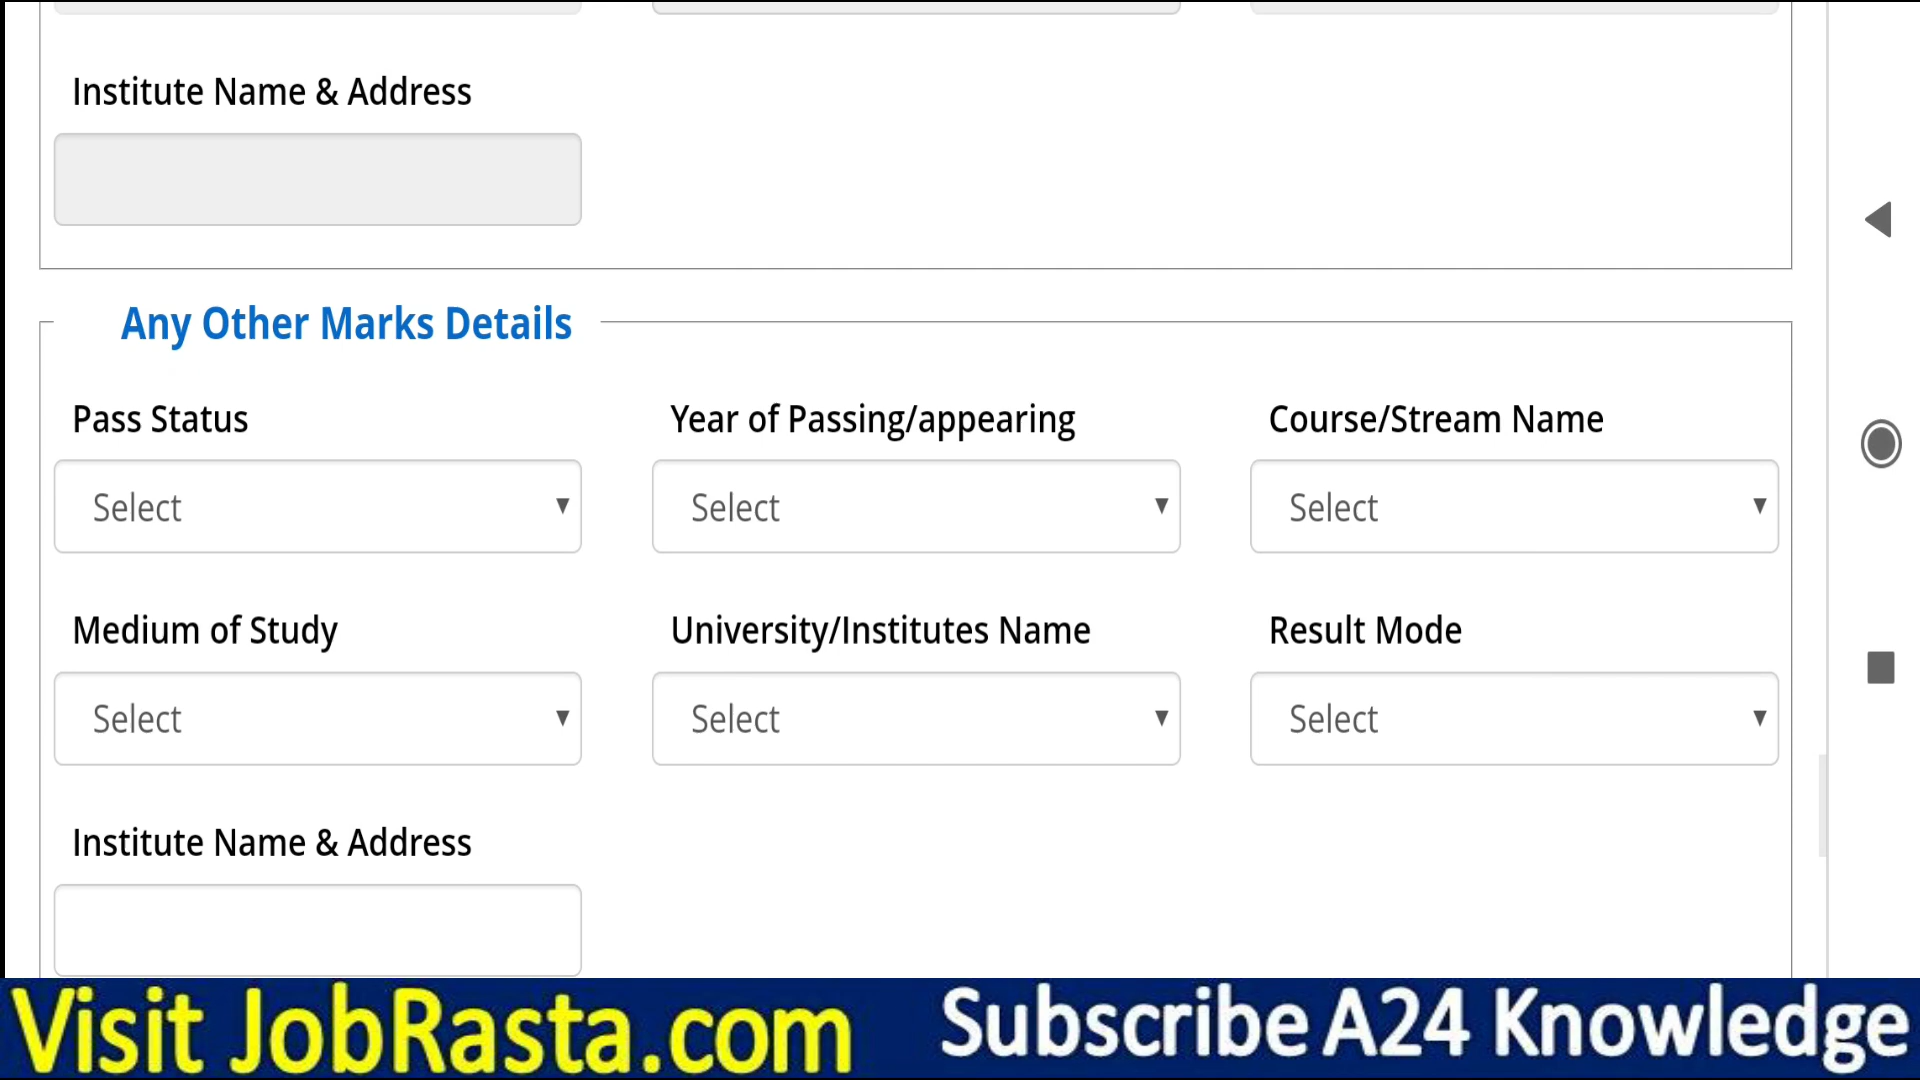 Institute Name & Address
Any Other Marks Details
Pass Status
Year of Passing/appearing
Course/Stream Name
Select
Select
Select
Medium of Study
University/Institutes Name
Result Mode
Select
Select
Select
Institute Name & Address
Visit JobRasta.com
Subscribe A24 Knowledge